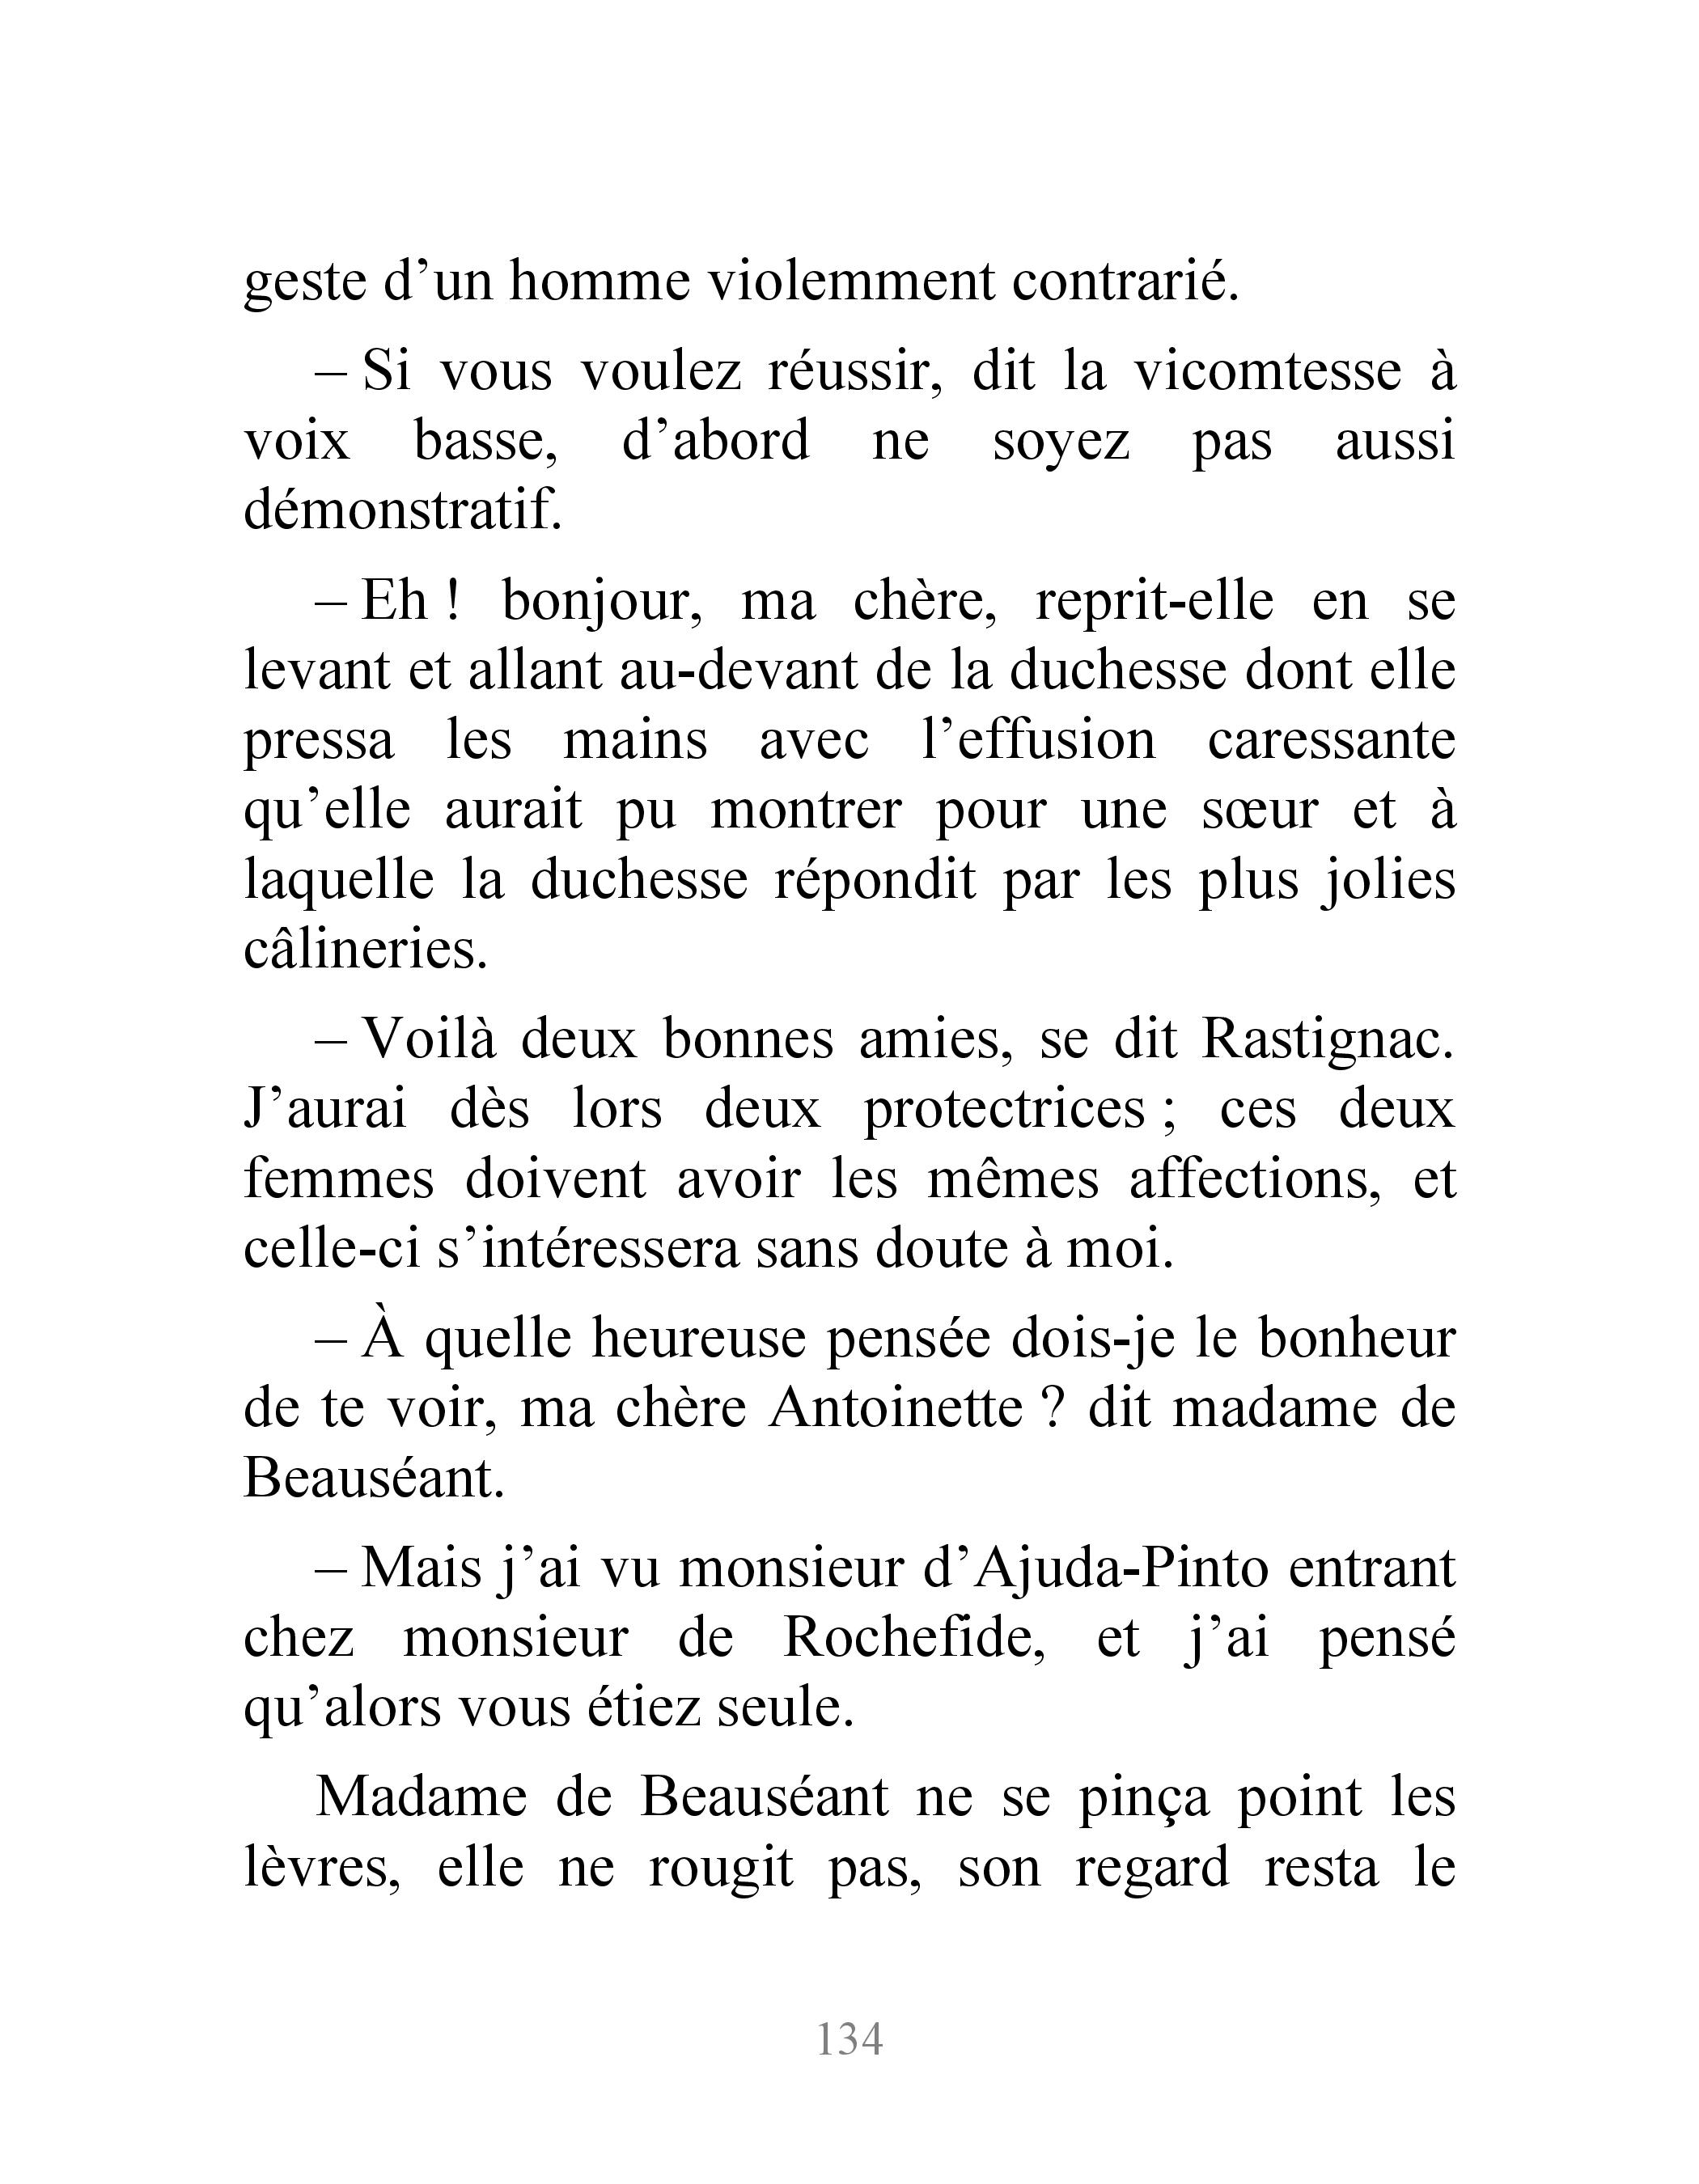 geste d’un homme violemment contrarié.
– Si vous voulez réussir, dit la vicomtesse à
voix basse, d’abord ne soyez pas aussi
démonstratif.
– Eh ! bonjour, ma chère, reprit-elle en se
levant et allant au-devant de la duchesse dont elle
pressa les mains avec l’effusion caressante
qu’elle aurait pu montrer pour une sœur et à
laquelle la duchesse répondit par les plus jolies
câlineries.
– Voilà deux bonnes amies, se dit Rastignac.
J’aurai dès lors deux protectrices ; ces deux
femmes doivent avoir les mêmes affections, et
celle-ci s’intéressera sans doute à moi.
– À quelle heureuse pensée dois-je le bonheur
de te voir, ma chère Antoinette ? dit madame de
Beauséant.
– Mais j’ai vu monsieur d’Ajuda-Pinto entrant
chez monsieur de Rochefide, et j’ai pensé
qu’alors vous étiez seule.
Madame de Beauséant ne se pinça point les
lèvres, elle ne rougit pas, son regard resta le
134